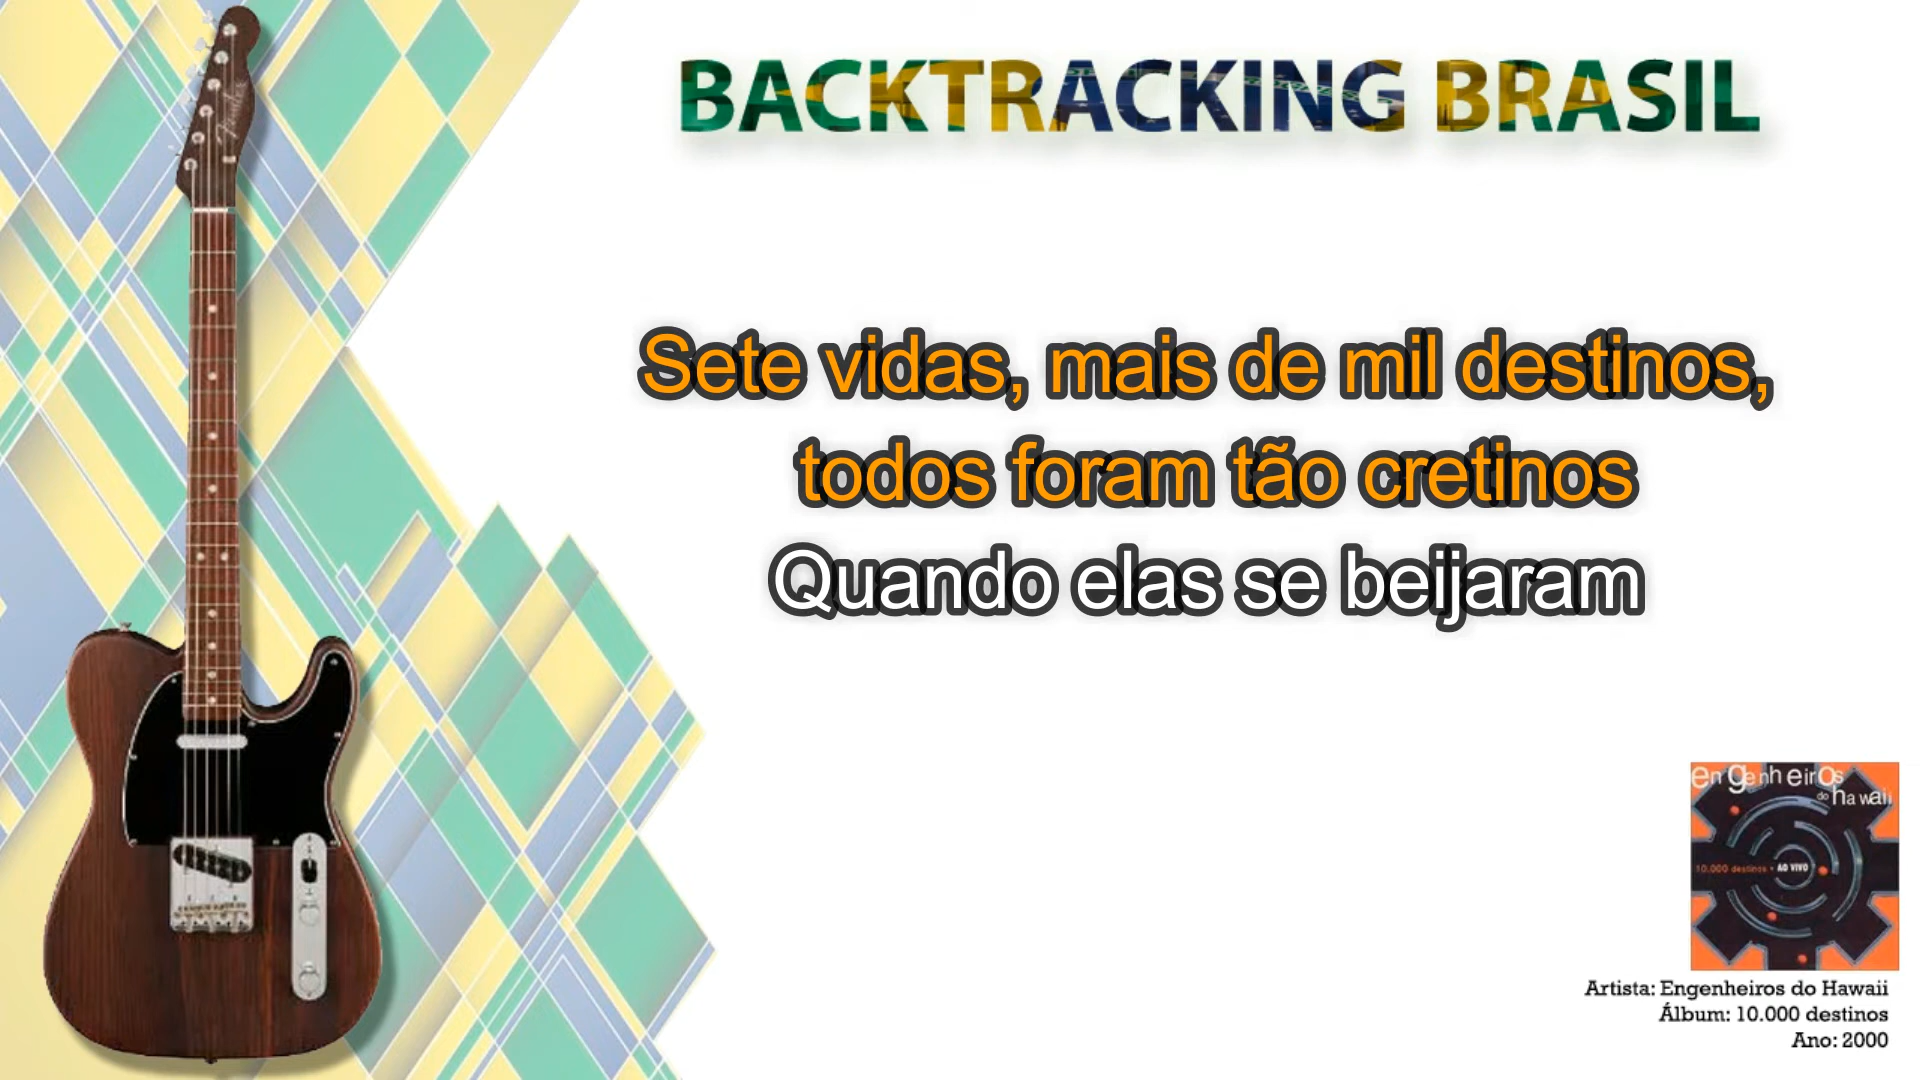 BACKTRACKING BRASIL
Fender
Sete vidas, mais de mil destinos,
todos foram tão cretinos
Quando elas se beijaram
engenheiros
do hawaii
10.000 destinos • AO VIVO
Artista: Engenheiros do Hawaii
Álbum: 10.000 destinos
Ano: 2000